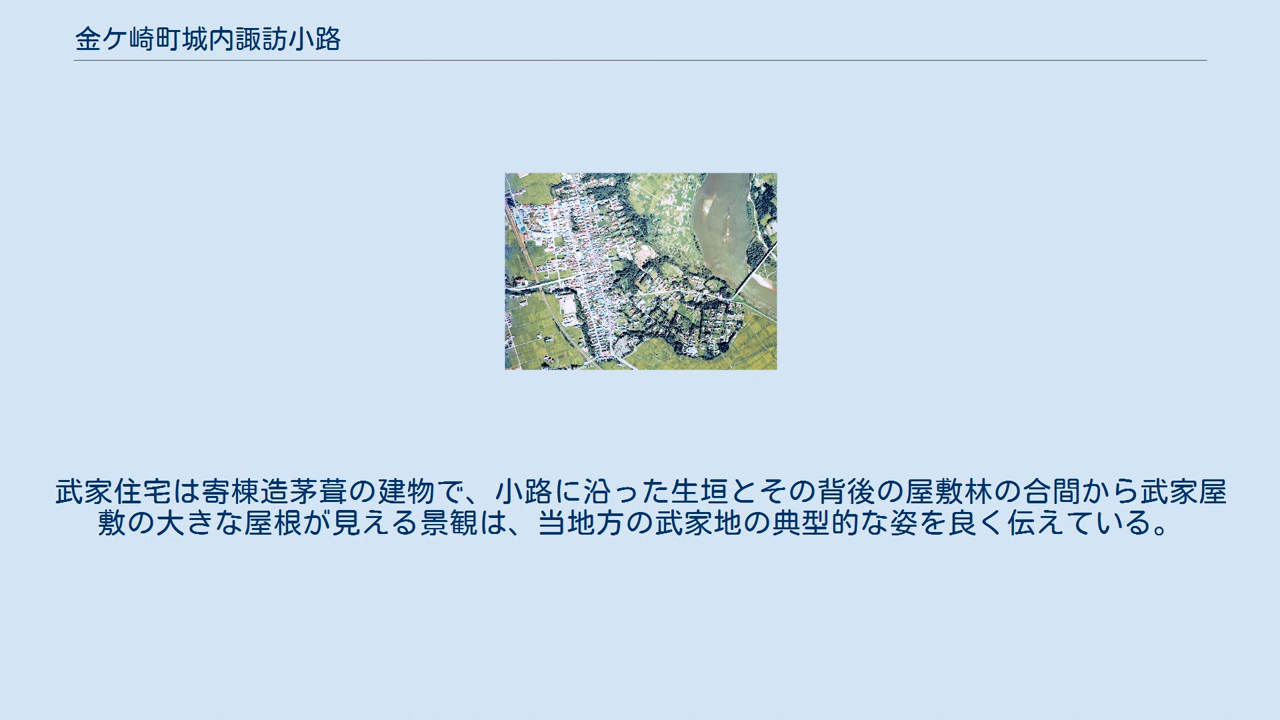 金ケ崎町城内諏訪小路
武家住宅は寄棟造茅葺の建物で、小路に沿った生垣とその背後の屋敷林の合間から武家屋
敷の大きな屋根が見える景観は、当地方の武家地の典型的な姿を良く伝えている。